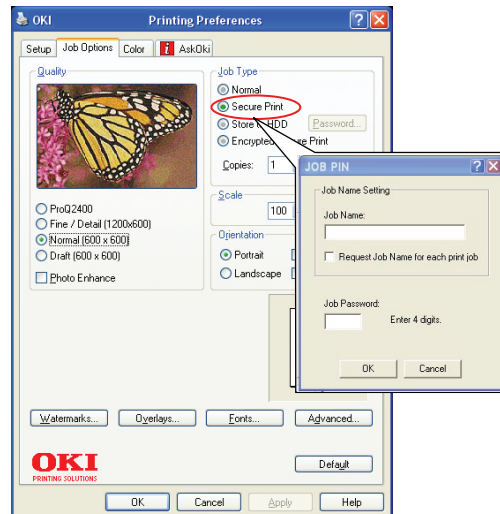 OKI Printing Preferences
Setup Job Options Color AskOki
Quality
ProQ2400
Fine / Detail (1200x600)
Normal (600 x 600)
Draft (600 x 600)
Photo Enhance
Job Type
Normal
Secure Print
Store HDD Password...
Encrypted re Print
Copies: 1
Scale
100
Orientation
Portrait
Landscape
JOB PIN
Job Name Setting
Job Name:
Request Job Name for each print job
Job Password:
Enter 4 digits.
OK Cancel
Watermarks... Overlays... Fonts... Advanced...
OKI
PRINTING SOLUTIONS
Default
OK Cancel Apply Help